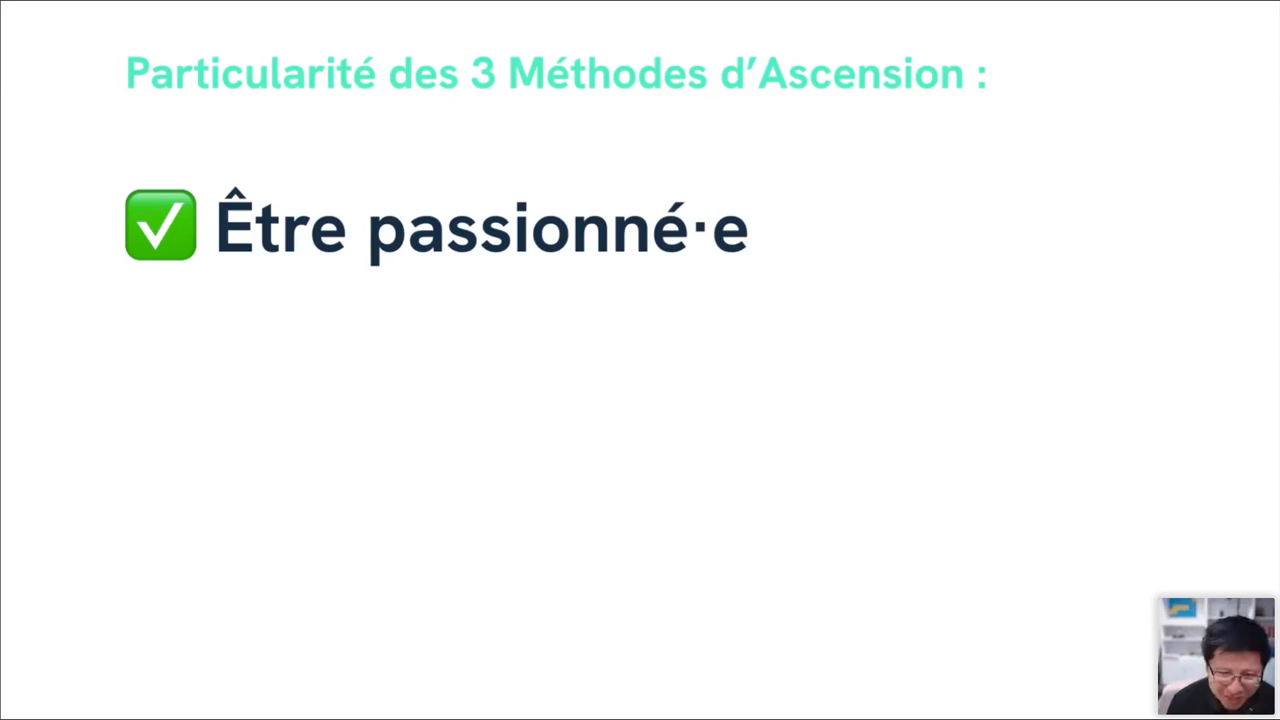 Particularité des 3 Méthodes d’Ascension :
✅ Être passionné·e